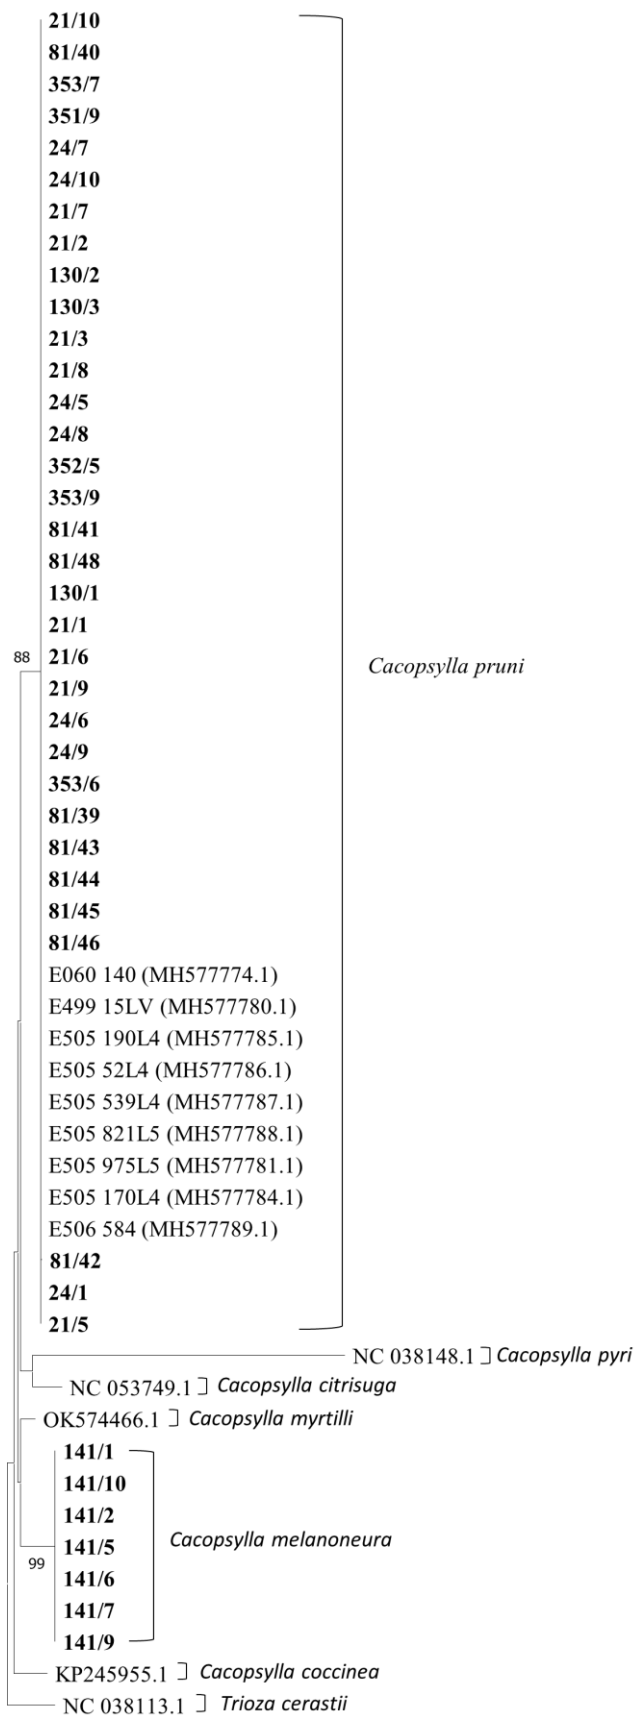 21/10
81/40
353/7
351/9
24/7
24/10
21/7
21/2
130/2
130/3
21/3
21/8
24/5
24/8
352/5
353/9
81/41
81/48
130/1
21/1
88
21/6
Cacopsylla pruni
21/9
24/6
24/9
353/6
81/39
81/43
81/44
81/45
81/46
E060 140 (MH577774.1)
E499 15LV (MH577780.1)
E505 190L4 (MH577785.1)
E505 52L4 (MH577786.1)
E505 539L4 (MH577787.1)
E505 821L5 (MH577788.1)
E505 975L5 (MH577781.1)
E505 170L4 (MH577784.1)
E506 584 (MH577789.1)
81/42
24/1
21/5
NC 038148.1 Cacopsylla pyri
NC 053749.1 Cacopsylla citrisuga
OK574466.1 Cacopsylla myrtilli
141/1
141/10
141/2
141/5
Cacopsylla melanoneura
99
141/6
141/7
141/9
KP245955.1 Cacopsylla coccinea
NC 038113.1 Trioza cerastii